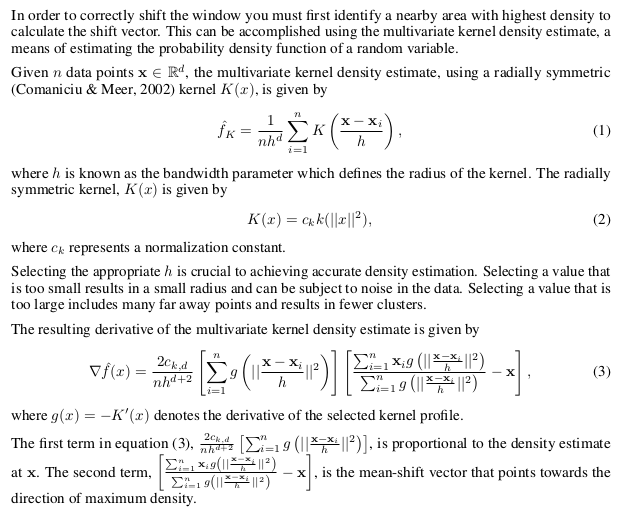 In order to correctly shift the window you must first identify a nearby area with highest density to
calculate the shift vector. This can be accomplished using the multivariate kernel density estimate, a
means of estimating the probability density function of a random variable.
Given n data points x ∈ ℝ^d, the multivariate kernel density estimate, using a radially symmetric
(Comaniciu & Meer, 2002) kernel K(x), is given by
\hat{f}_K = \frac{1}{nh^d} \sum_{i=1}^{n} K \left( \frac{\mathbf{x} - \mathbf{x}_i}{h} \right), (1)
where h is known as the bandwidth parameter which defines the radius of the kernel. The radially
symmetric kernel, K(x) is given by
K(x) = c_k k(||x||^2), (2)
where c_k represents a normalization constant.
Selecting the appropriate h is crucial to achieving accurate density estimation. Selecting a value that
is too small results in a small radius and can be subject to noise in the data. Selecting a value that is
too large includes many far away points and results in fewer clusters.
The resulting derivative of the multivariate kernel density estimate is given by
\nabla \hat{f}(x) = \frac{2c_{k,d}}{nh^{d+2}} \left[ \sum_{i=1}^{n} g \left( ||\frac{\mathbf{x} - \mathbf{x}_i}{h}||^2 \right) \right] \left[ \frac{\sum_{i=1}^{n} \mathbf{x}_i g \left( ||\frac{\mathbf{x} - \mathbf{x}_i}{h}||^2 \right)}{\sum_{i=1}^{n} g \left( ||\frac{\mathbf{x} - \mathbf{x}_i}{h}||^2 \right)} - \mathbf{x} \right], (3)
where g(x) = −K′(x) denotes the derivative of the selected kernel profile.
The first term in equation (3), \frac{2c_{k,d}}{nh^{d+2}} \left[ \sum_{i=1}^{n} g \left( ||\frac{\mathbf{x} - \mathbf{x}_i}{h}||^2 \right) \right], is proportional to the density estimate
at x. The second term, \left[ \frac{\sum_{i=1}^{n} \mathbf{x}_i g \left( ||\frac{\mathbf{x} - \mathbf{x}_i}{h}||^2 \right)}{\sum_{i=1}^{n} g \left( ||\frac{\mathbf{x} - \mathbf{x}_i}{h}||^2 \right)} - \mathbf{x} \right], is the mean-shift vector that points towards the
direction of maximum density.